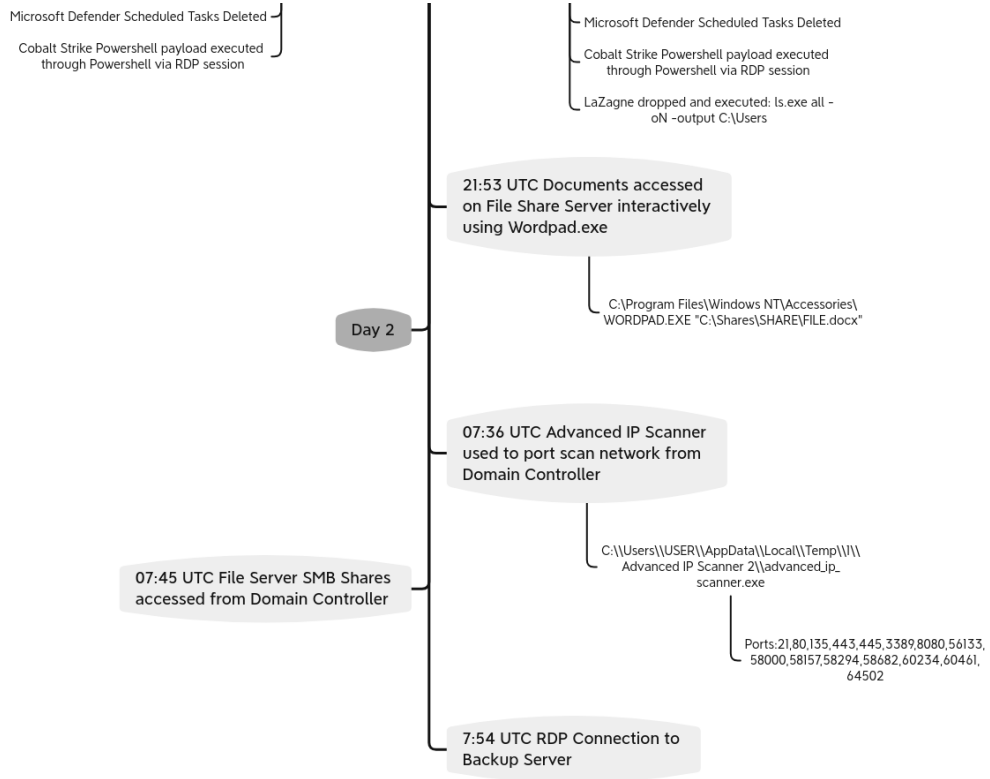 Microsoft Defender Scheduled Tasks Deleted
Cobalt Strike Powershell payload executed
through Powershell via RDP session
Microsoft Defender Scheduled Tasks Deleted
Cobalt Strike Powershell payload executed
through Powershell via RDP session
LaZagne dropped and executed: ls.exe all -
oN -output C:\Users
21:53 UTC Documents accessed
on File Share Server interactively
using Wordpad.exe
C:\Program Files\Windows NT\Accessories\
WORDPAD.EXE "C:\Shares\SHARE\FILE.docx"
Day 2
07:36 UTC Advanced IP Scanner
used to port scan network from
Domain Controller
C:\\Users\\USER\\AppData\\Local\\Temp\\1\\
Advanced IP Scanner 2\\advanced_ip_
scanner.exe
07:45 UTC File Server SMB Shares
accessed from Domain Controller
Ports:21,80,135,443,445,3389,8080,56133,
58000,58157,58294,58682,60234,60461,
64502
7:54 UTC RDP Connection to
Backup Server